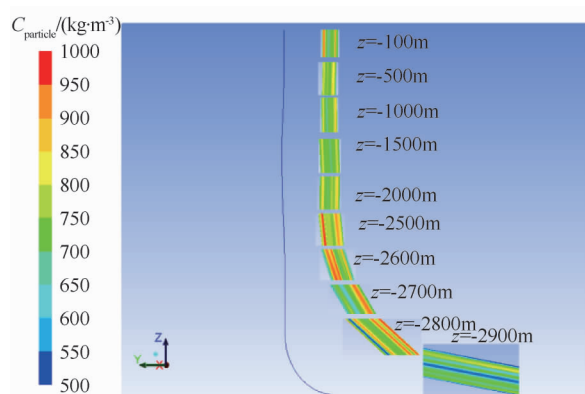 C particle/(kg·m-3)
1000
950
900
850
800
750
700
650
600
550
500
z=-100m
z=-500m
z=-1000m
z=-1500m
z=-2000m
z=-2500m
z=-2600m
z=-2700m
z=-2800m
z=-2900m
Z
Y
X